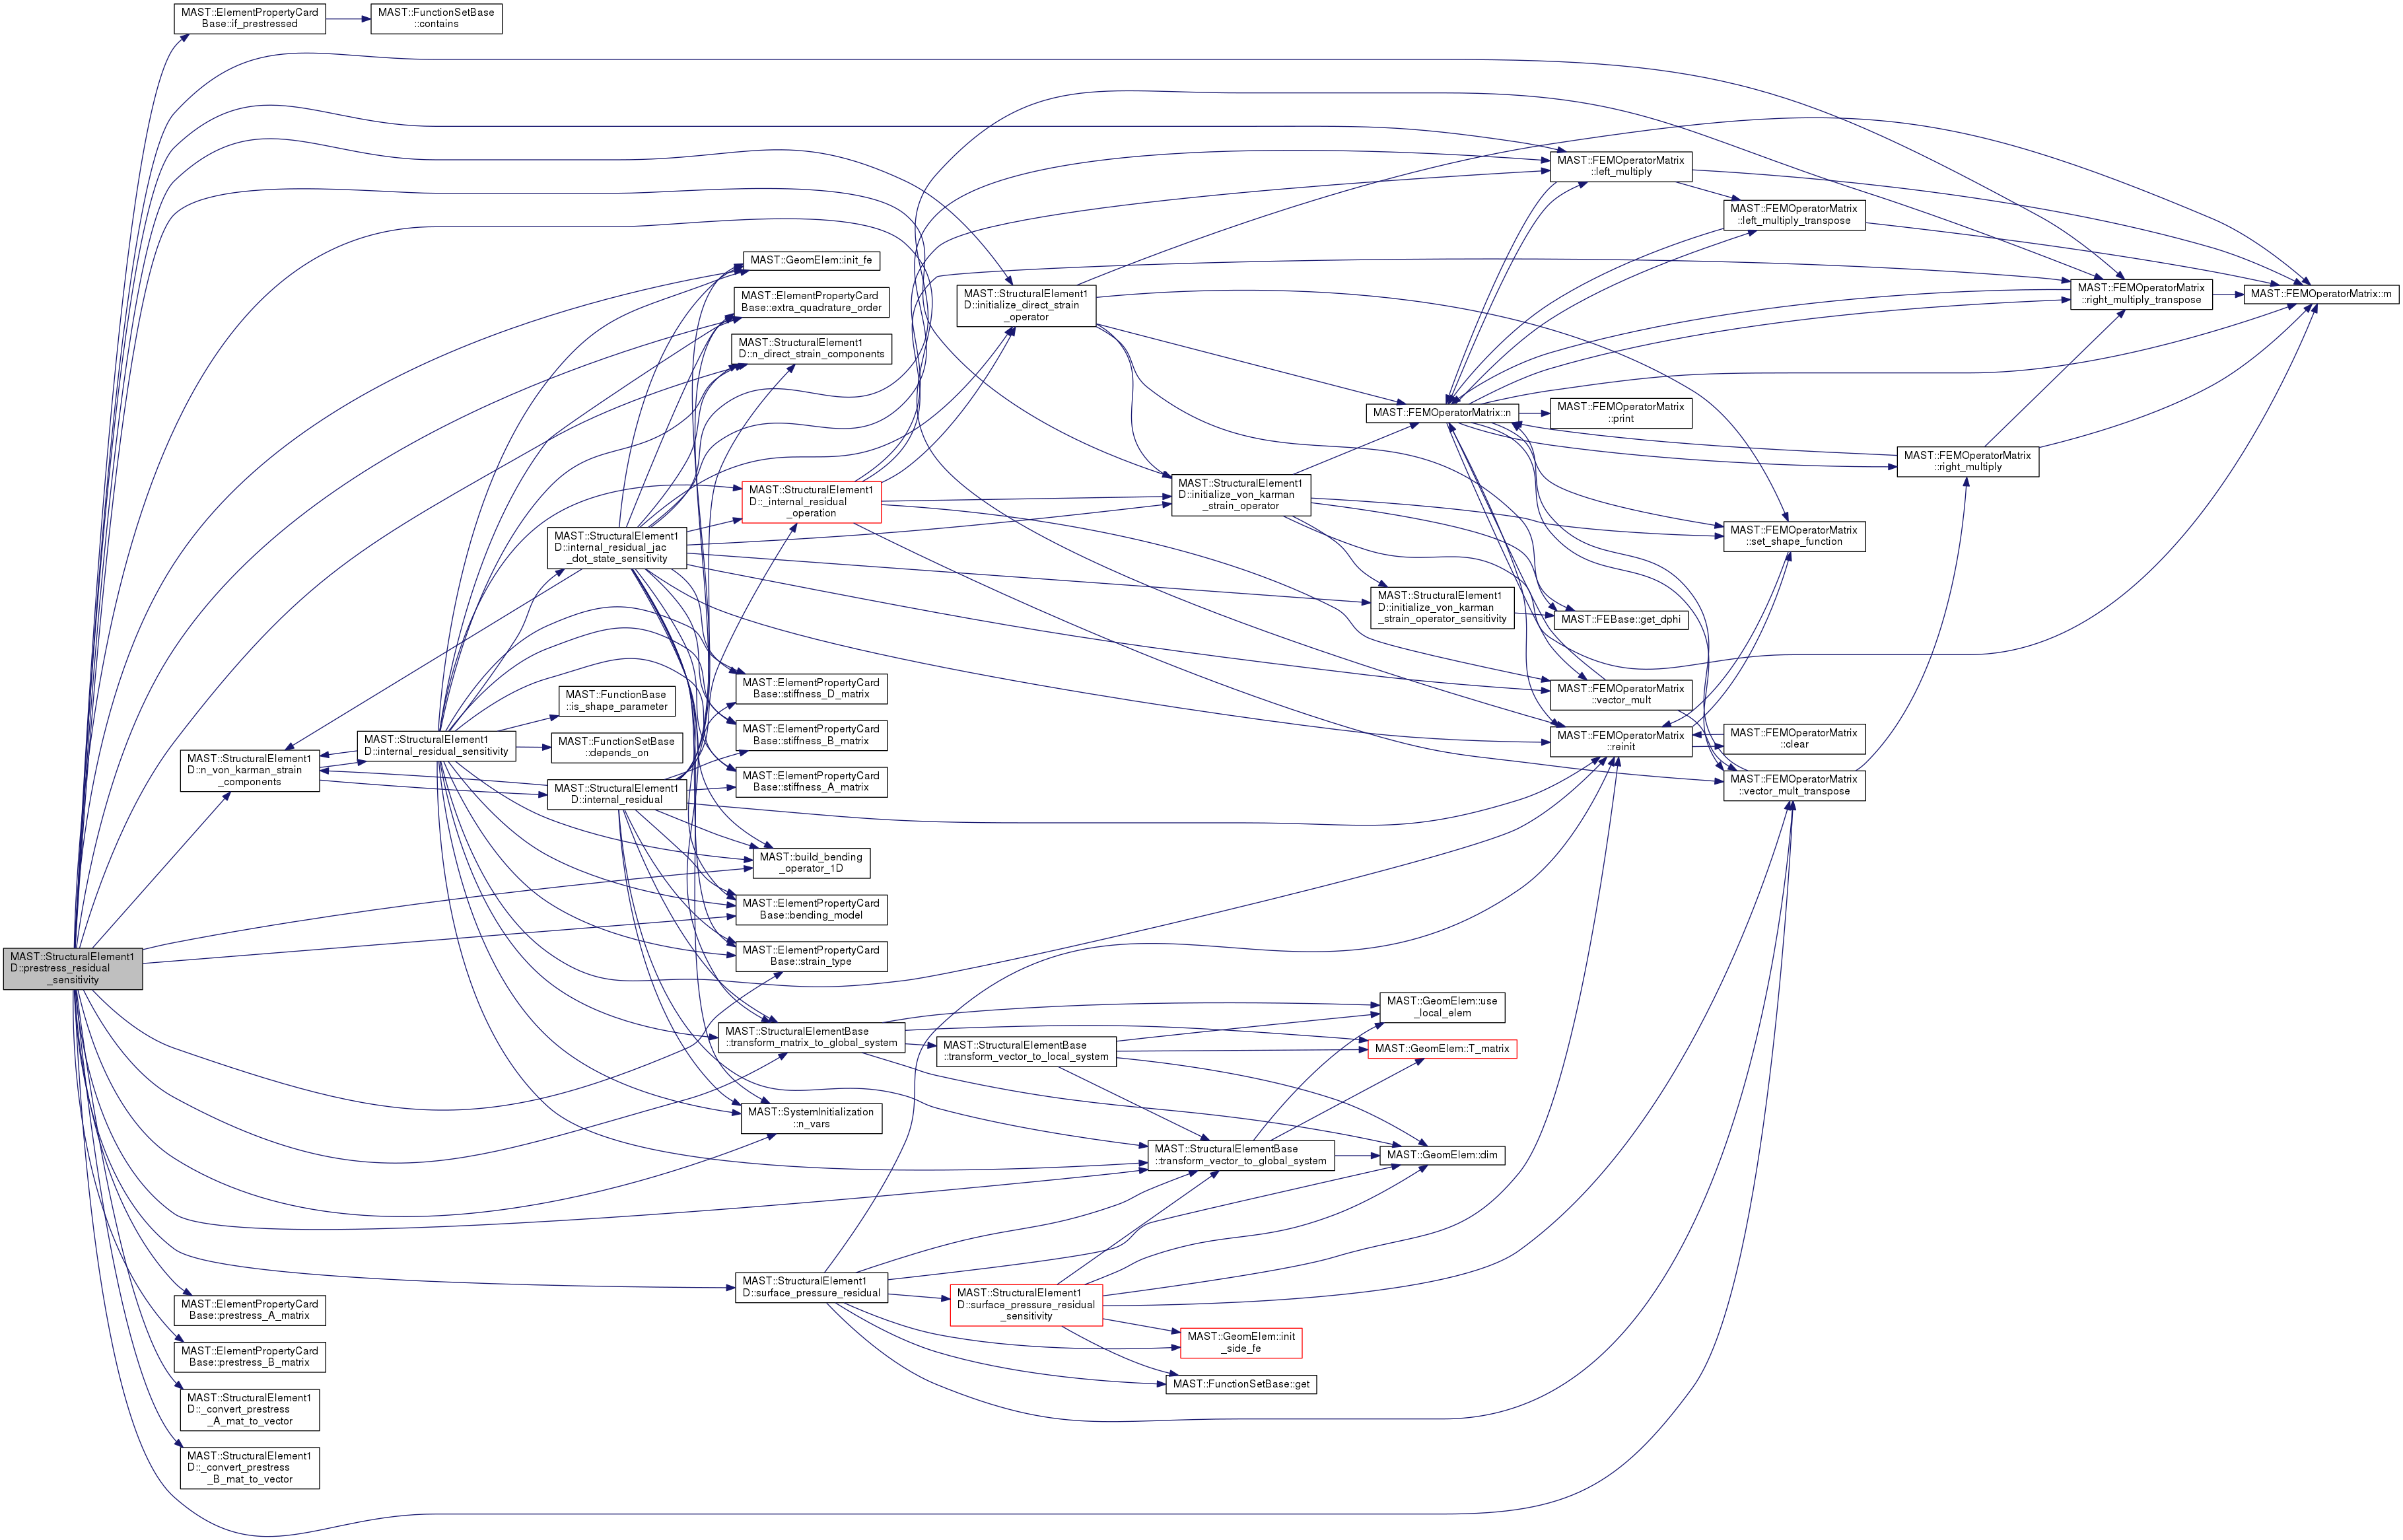 MAST::ElementPropertyCard
Base::if_prestressed
MAST::FunctionSetBase
::contains
MAST::FEMOperatorMatrix
::left_multiply
MAST::FEMOperatorMatrix
::left_multiply_transpose
MAST::GeomElem::init_fe
MAST::ElementPropertyCard
Base::extra_quadrature_order
MAST::StructuralElement1
D::n_direct_strain_components
MAST::StructuralElement1
D::initialize_direct_strain
_operator
MAST::FEMOperatorMatrix
::right_multiply_transpose
MAST::FEMOperatorMatrix::m
MAST::FEMOperatorMatrix::n
MAST::FEMOperatorMatrix
::print
MAST::FEMOperatorMatrix
::right_multiply
MAST::StructuralElement1
D::_internal_residual
_operation
MAST::StructuralElement1
D::initialize_von_karman
_strain_operator
MAST::StructuralElement1
D::internal_residual_jac
_dot_state_sensitivity
MAST::FEMOperatorMatrix
::set_shape_function
MAST::StructuralElement1
D::initialize_von_karman
_strain_operator_sensitivity
MAST::FEBase::get_dphi
MAST::FunctionBase
::is_shape_parameter
MAST::ElementPropertyCard
Base::stiffness_D_matrix
MAST::FEMOperatorMatrix
::vector_mult
MAST::StructuralElement1
D::internal_residual_sensitivity
MAST::FunctionSetBase
::depends_on
MAST::ElementPropertyCard
Base::stiffness_B_matrix
MAST::FEMOperatorMatrix
::reinit
MAST::FEMOperatorMatrix
::clear
MAST::StructuralElement1
D::n_von_karman_strain
_components
MAST::StructuralElement1
D::internal_residual
MAST::ElementPropertyCard
Base::stiffness_A_matrix
MAST::FEMOperatorMatrix
::vector_mult_transpose
MAST::build_bending
_operator_1D
MAST::ElementPropertyCard
Base::bending_model
MAST::StructuralElement1
D::prestress_residual
_sensitivity
MAST::ElementPropertyCard
Base::strain_type
MAST::GeomElem::use
_local_elem
MAST::StructuralElementBase
::transform_matrix_to_global_system
MAST::StructuralElementBase
::transform_vector_to_local_system
MAST::GeomElem::T_matrix
MAST::SystemInitialization
::n_vars
MAST::StructuralElementBase
::transform_vector_to_global_system
MAST::GeomElem::dim
MAST::StructuralElement1
D::surface_pressure_residual
MAST::StructuralElement1
D::surface_pressure_residual
_sensitivity
MAST::ElementPropertyCard
Base::prestress_A_matrix
MAST::GeomElem::init
_side_fe
MAST::ElementPropertyCard
Base::prestress_B_matrix
MAST::FunctionSetBase::get
MAST::StructuralElement1
D::_convert_prestress
_A_mat_to_vector
MAST::StructuralElement1
D::_convert_prestress
_B_mat_to_vector